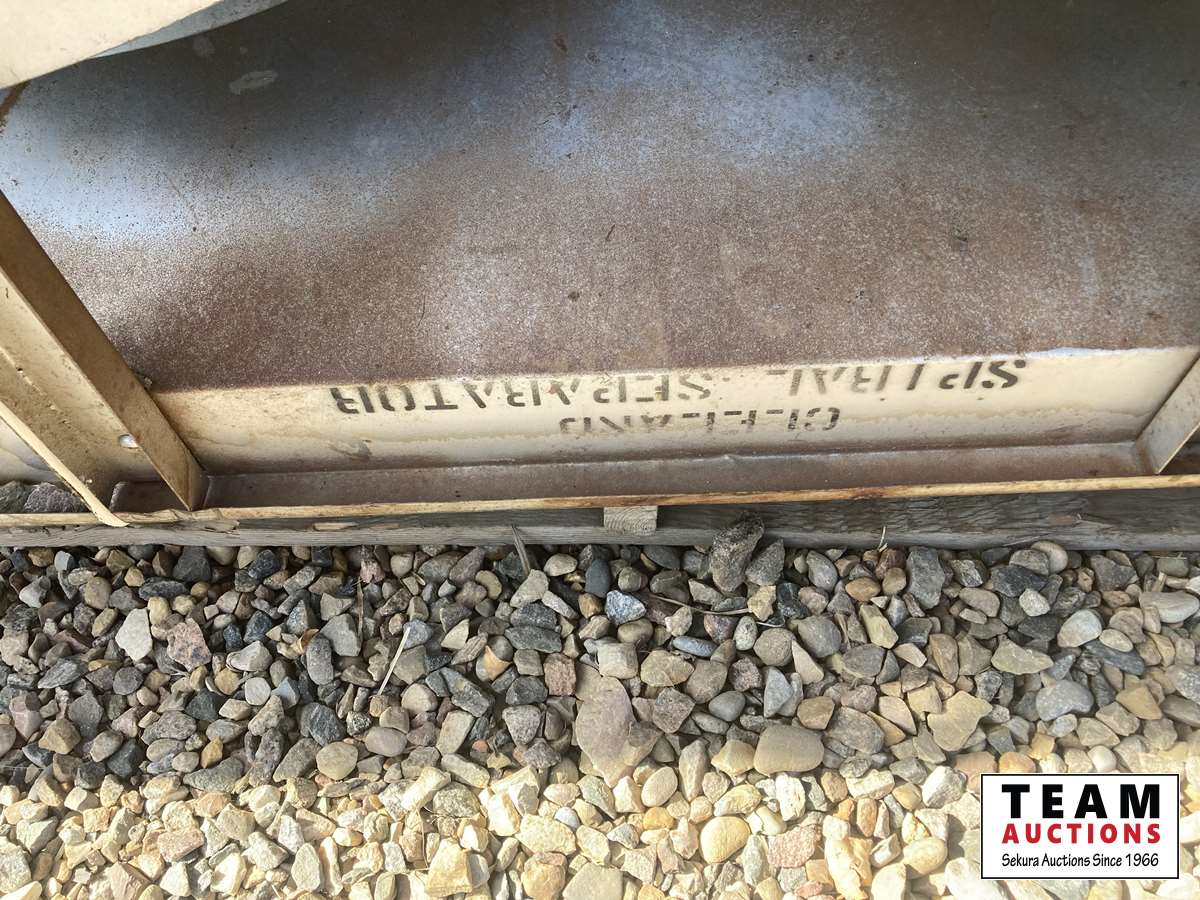 CLELAND
SPIRAL SEPARATOR
TEAM
AUCTIONS
Sekura Auctions Since 1966